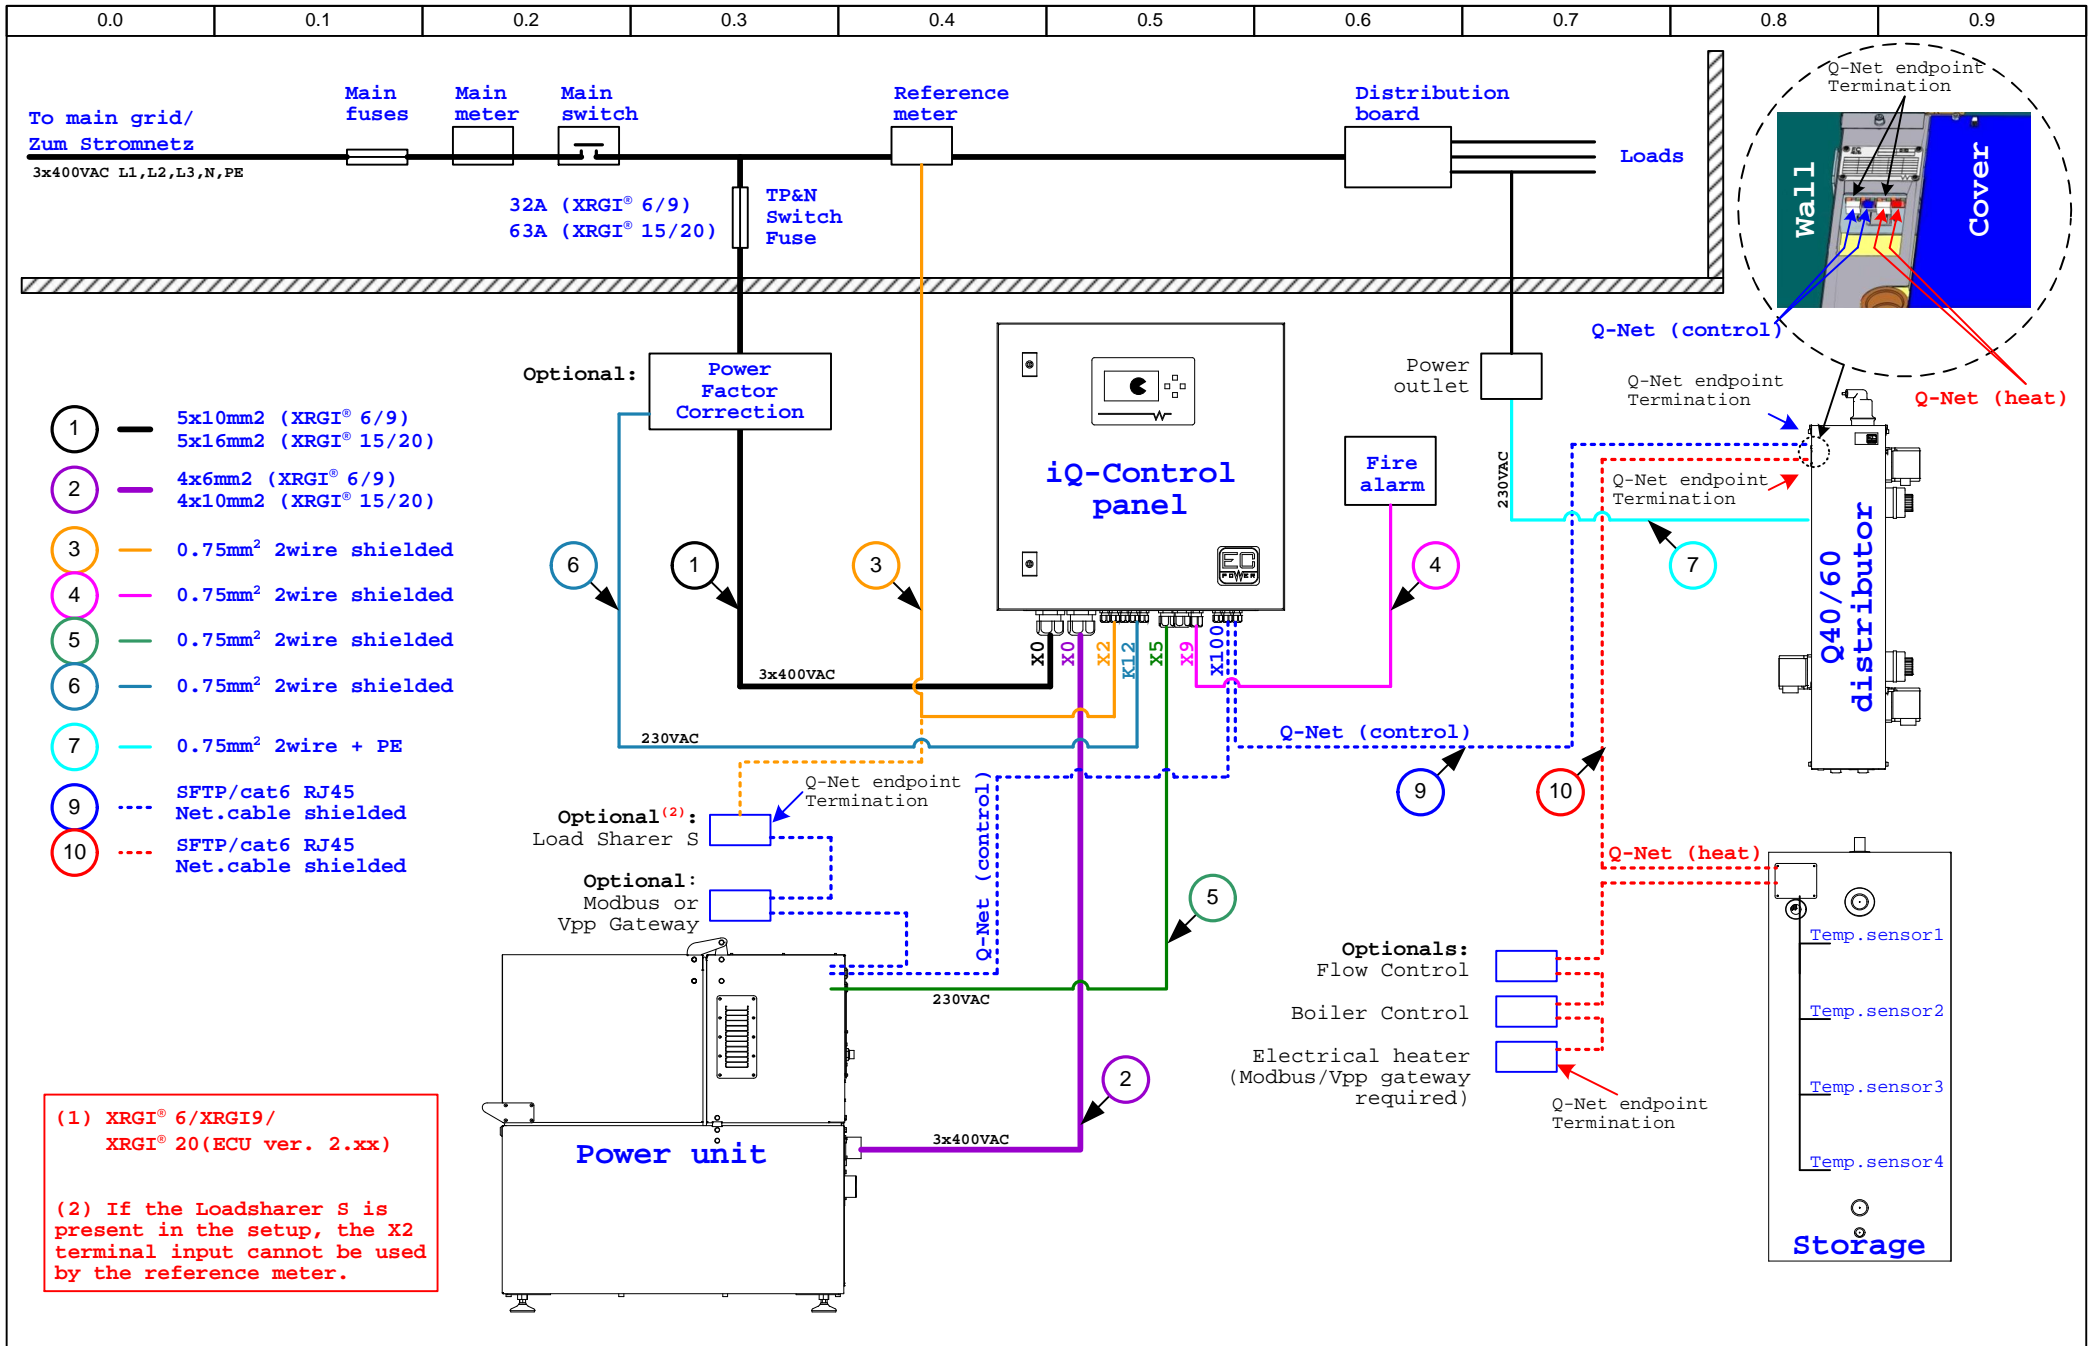 0.0
0.1
0.2
0.3
0.4
0.5
0.6
0.7
0.8
0.9
To main grid/
Zum Stromnetz
3x400VAC L1,L2,L3,N,PE
Main
fuses
Main
meter
Main
switch
Reference
meter
Distribution
board
Loads
32A (XRGI® 6/9)
63A (XRGI® 15/20)
TP&N
Switch
Fuse
Q-Net endpoint
Termination
Wall
Cover
Q-Net (control)
Q-Net (heat)
Optional:
Power
Factor
Correction
iQ-Control
panel
EC
POWER
Power
outlet
Fire
alarm
230VAC
Q-Net endpoint
Termination
Q-Net endpoint
Termination
Q40/60
distributor
1
5x10mm2 (XRGI® 6/9)
5x16mm2 (XRGI® 15/20)
2
4x6mm2 (XRGI® 6/9)
4x10mm2 (XRGI® 15/20)
3
0.75mm² 2wire shielded
4
0.75mm² 2wire shielded
5
0.75mm² 2wire shielded
6
0.75mm² 2wire shielded
7
0.75mm² 2wire + PE
9
SFTP/cat6 RJ45
Net.cable shielded
10
SFTP/cat6 RJ45
Net.cable shielded
6
1
3
4
7
X0
X0
X2
K12
X5
X9
X100
3x400VAC
230VAC
Q-Net (control)
9
10
Q-Net endpoint
Termination
Optional(2):
Load Sharer S
Optional:
Modbus or
Vpp Gateway
Q-Net (control)
5
230VAC
2
3x400VAC
Power unit
Q-Net (heat)
Optionals:
Flow Control
Boiler Control
Electrical heater
(Modbus/Vpp gateway
required)
Q-Net endpoint
Termination
Temp.sensor1
Temp.sensor2
Temp.sensor3
Temp.sensor4
Storage
(1) XRGI® 6/XRGI9/
XRGI® 20(ECU ver. 2.xx)
(2) If the Loadsharer S is
present in the setup, the X2
terminal input cannot be used
by the reference meter.